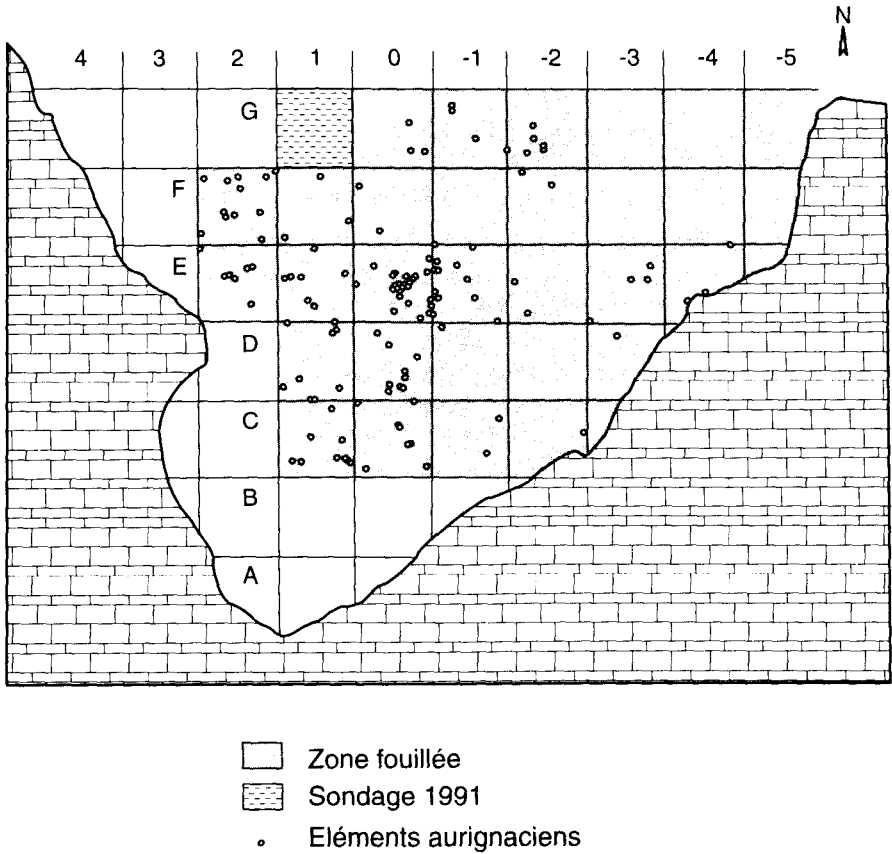 N
4 3 2 1 0 -1 -2 -3 -4 -5
G
F
E
D
C
B
A
Zone fouillée
Sondage 1991
Eléments aurignaciens